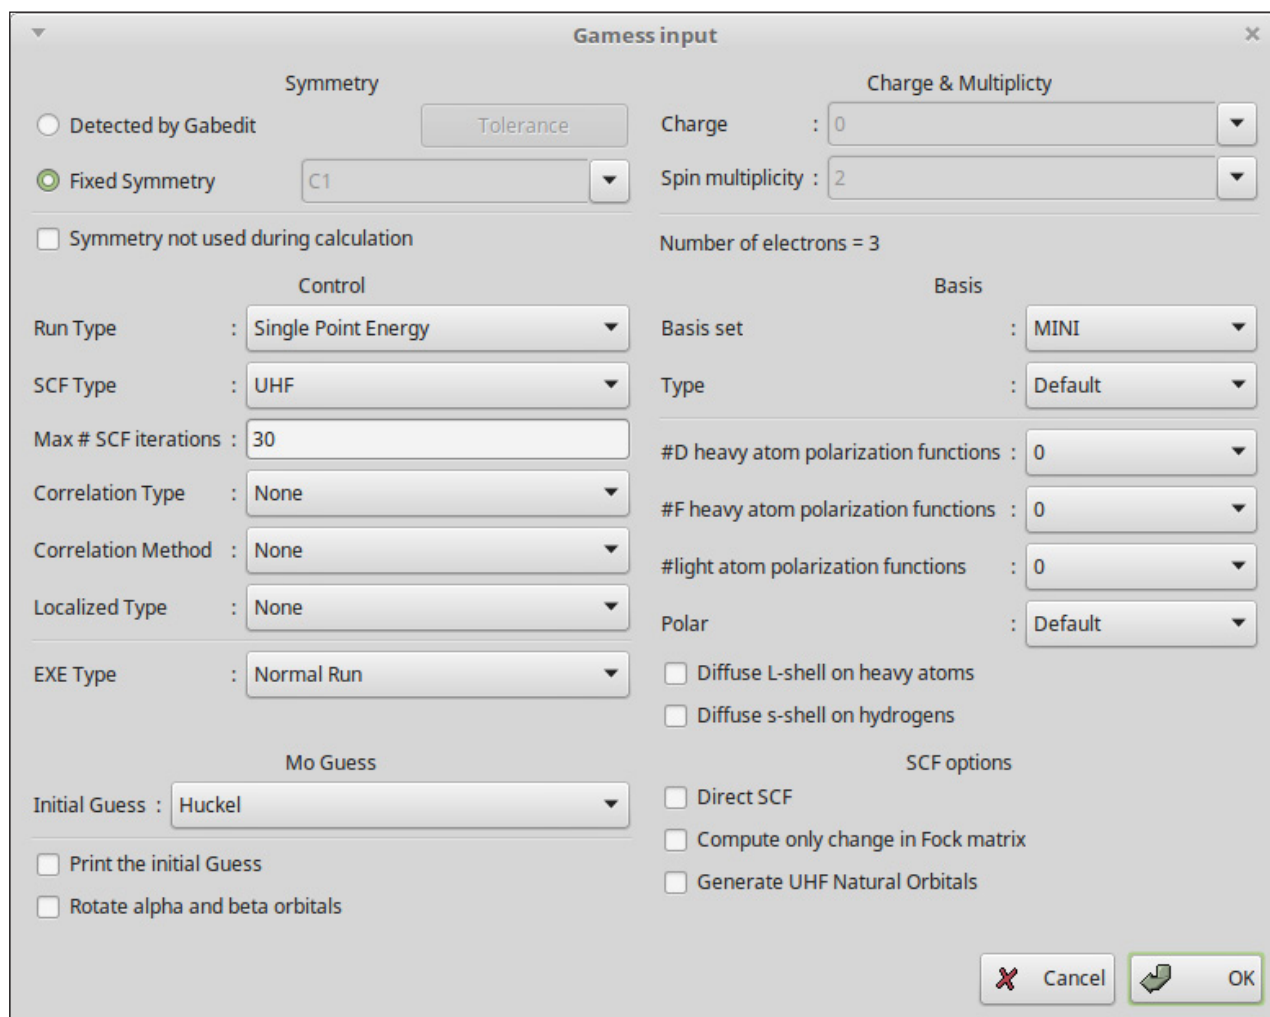 Gamess input
Symmetry
Detected by Gabedit
Tolerance
Fixed Symmetry
C1
Symmetry not used during calculation
Control
Run Type : Single Point Energy
SCF Type : UHF
Max # SCF iterations : 30
Correlation Type : None
Correlation Method : None
Localized Type : None
EXE Type : Normal Run
Mo Guess
Initial Guess : Huckel
Print the initial Guess
Rotate alpha and beta orbitals
Charge & Multiplicty
Charge : 0
Spin multiplicity : 2
Number of electrons = 3
Basis
Basis set : MINI
Type : Default
#D heavy atom polarization functions : 0
#F heavy atom polarization functions : 0
#light atom polarization functions : 0
Polar : Default
Diffuse L-shell on heavy atoms
Diffuse s-shell on hydrogens
SCF options
Direct SCF
Compute only change in Fock matrix
Generate UHF Natural Orbitals
Cancel
OK